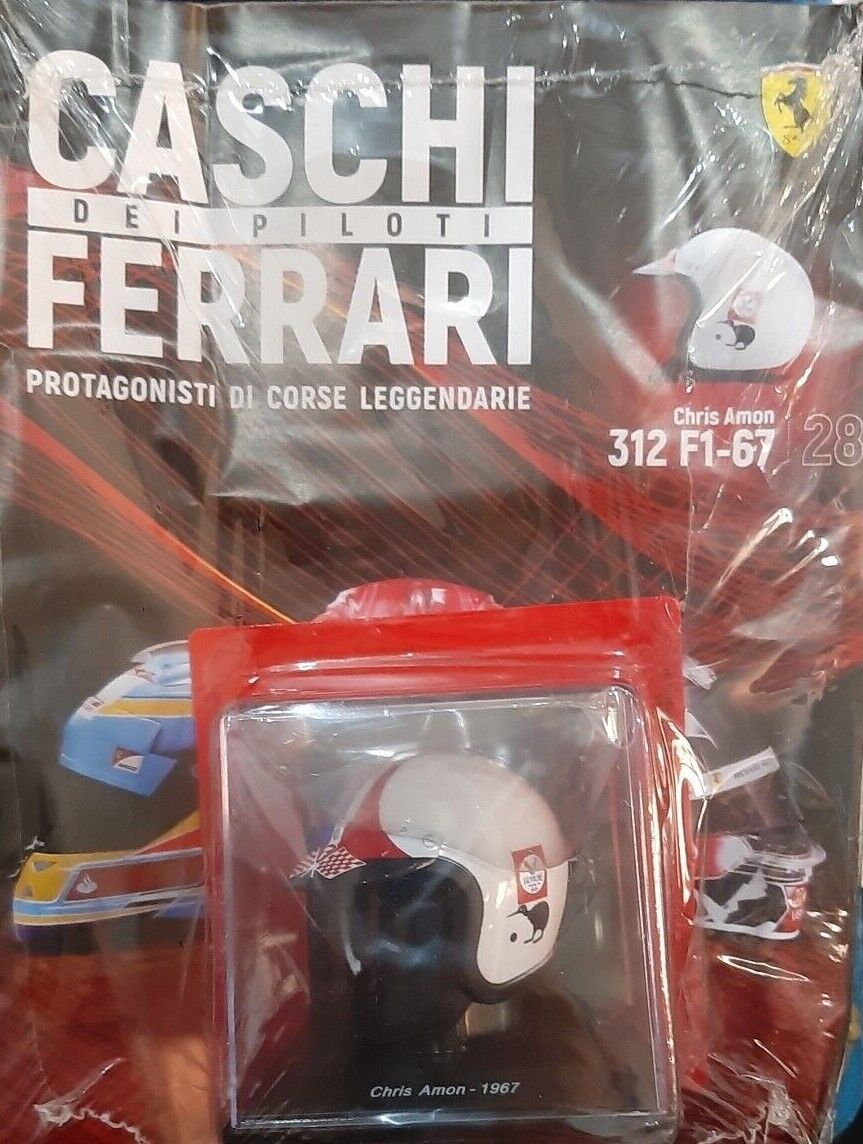 CASCHI
DEI PILOTI
FERRARI
PROTAGONISTI DI CORSE LEGGENDARIE
Chris Amon
312 F1-67
28
Chris Amon - 1967